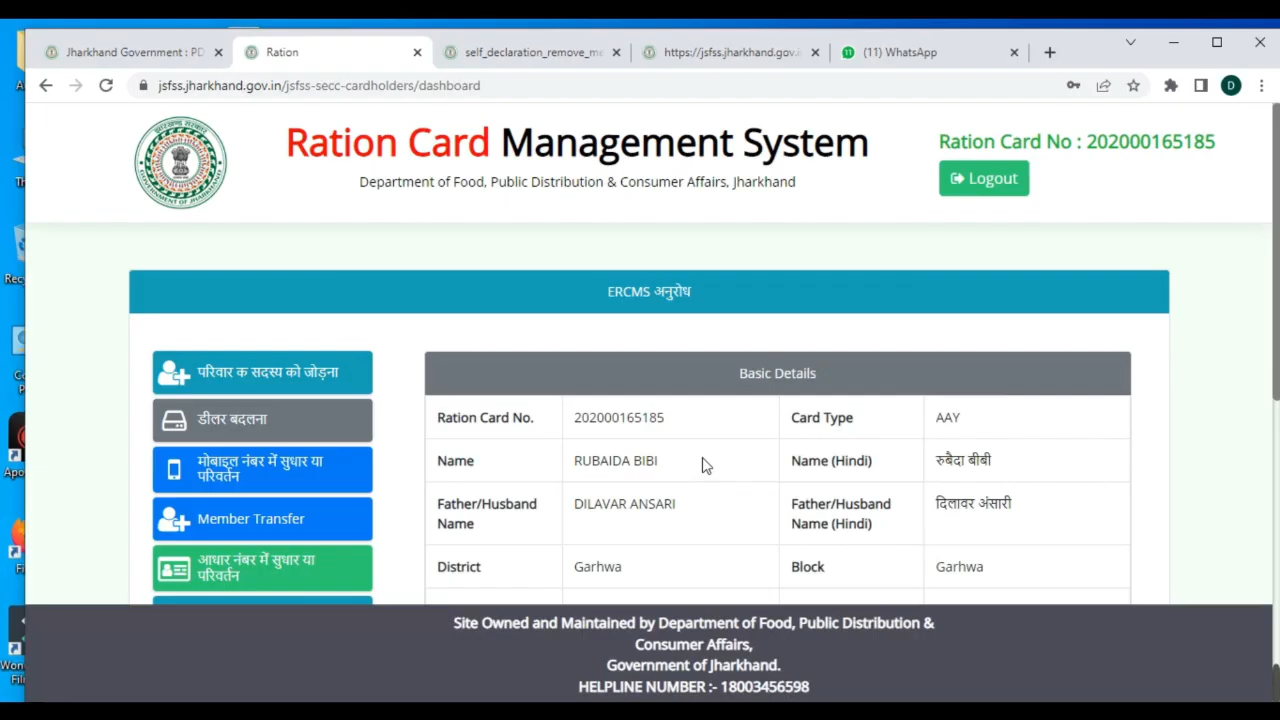 Jharkhand Government : PD
Ration
self_declaration_remove_me
https://jsfss.jharkhand.gov.i
(11) WhatsApp
jsfss.jharkhand.gov.in/jsfss-secc-cardholders/dashboard
D
Ration Card Management System
Department of Food, Public Distribution & Consumer Affairs, Jharkhand
Ration Card No : 202000165185
Logout
ERCMS अनुरोध
परिवार क सदस्य को जोड़ना
डीलर बदलना
मोबाइल नंबर में सुधार या
परिवर्तन
Member Transfer
आधार नंबर में सुधार या
परिवर्तन
Basic Details
Ration Card No. 202000165185 Card Type AAY
Name RUBAIDA BIBI Name (Hindi) रुबैदा बीबी
Father/Husband Name DILAVAR ANSARI Father/Husband Name (Hindi) दिलावर अंसारी
District Garhwa Block Garhwa
Site Owned and Maintained by Department of Food, Public Distribution &
Consumer Affairs,
Government of Jharkhand.
HELPLINE NUMBER :- 18003456598